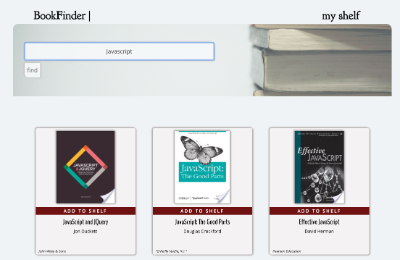 BookFinder |
my shelf
javascript
find
JAVASCRIPT
& JQUERY
JavaScript:
The Good Parts
Effective
JAVASCRIPT
ADD TO SHELF
ADD TO SHELF
ADD TO SHELF
JavaScript and JQuery
JavaScript: The Good Parts
Effective JavaScript
Jon Duckett
Douglas Crockford
David Herman
John Wiley & Sons
Pearson Education